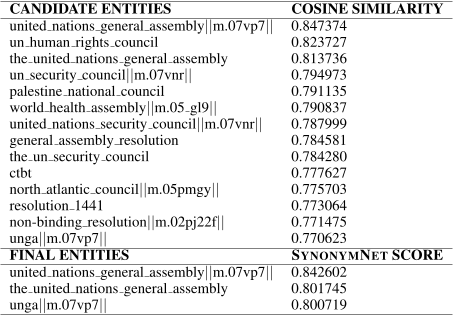 CANDIDATE ENTITIES COSINE SIMILARITY
united_nations_general_assembly||m.07vp7|| 0.847374
un_human_rights_council 0.823727
the_united_nations_general_assembly 0.813736
un_security_council||m.07vnr|| 0.794973
palestine_national_council 0.791135
world_health_assembly||m.05_gl9|| 0.790837
united_nations_security_council||m.07vnr|| 0.787999
general_assembly_resolution 0.784581
the_un_security_council 0.784280
ctbt 0.777627
north_atlantic_council||m.05pmgy|| 0.775703
resolution_1441 0.773064
non-binding_resolution||m.02pj22f|| 0.771475
unga||m.07vp7|| 0.770623
FINAL ENTITIES SYNONYMNET SCORE
united_nations_general_assembly||m.07vp7|| 0.842602
the_united_nations_general_assembly 0.801745
unga||m.07vp7|| 0.800719